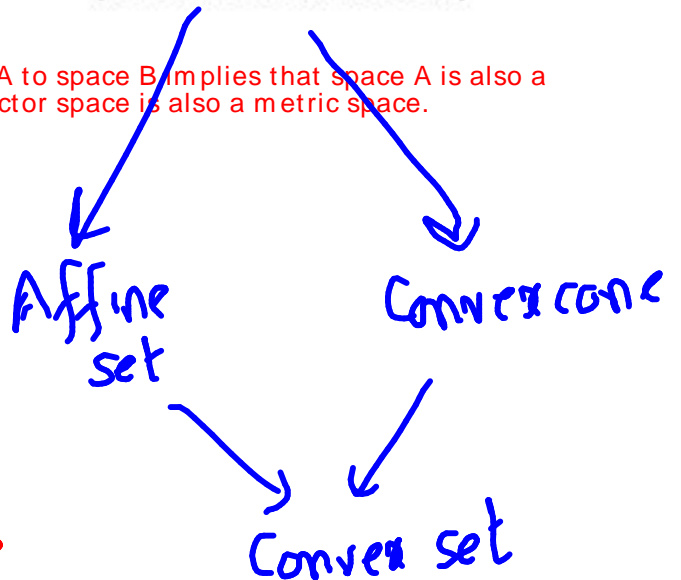 A to space B implies that space A is also a
ctor space is also a metric space.
Affine Convex cone
set
Convex set